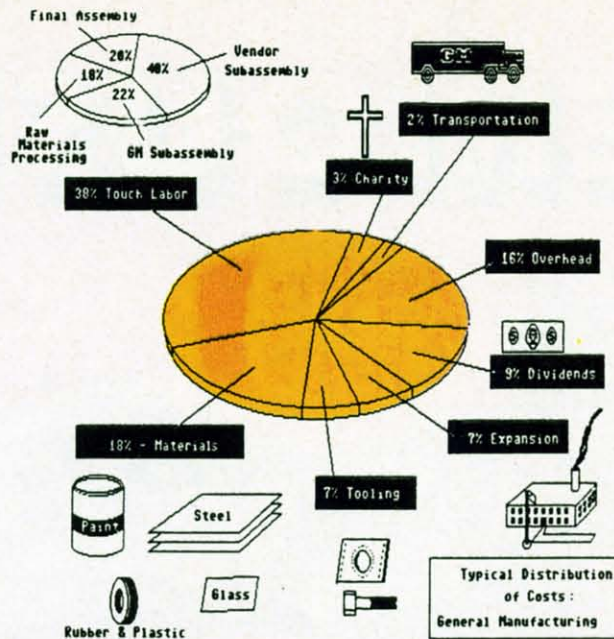 Final Assembly
20%
40%
Vendor
Subassembly
18%
22%
Raw
Materials
Processing
GM Subassembly
GM
2% Transportation
3% Charity
38% Touch Labor
16% Overhead
9% Dividends
7% Expansion
7% Tooling
18% - Materials
Paint
Steel
Glass
Rubber & Plastic
Typical Distribution
of Costs:
General Manufacturing